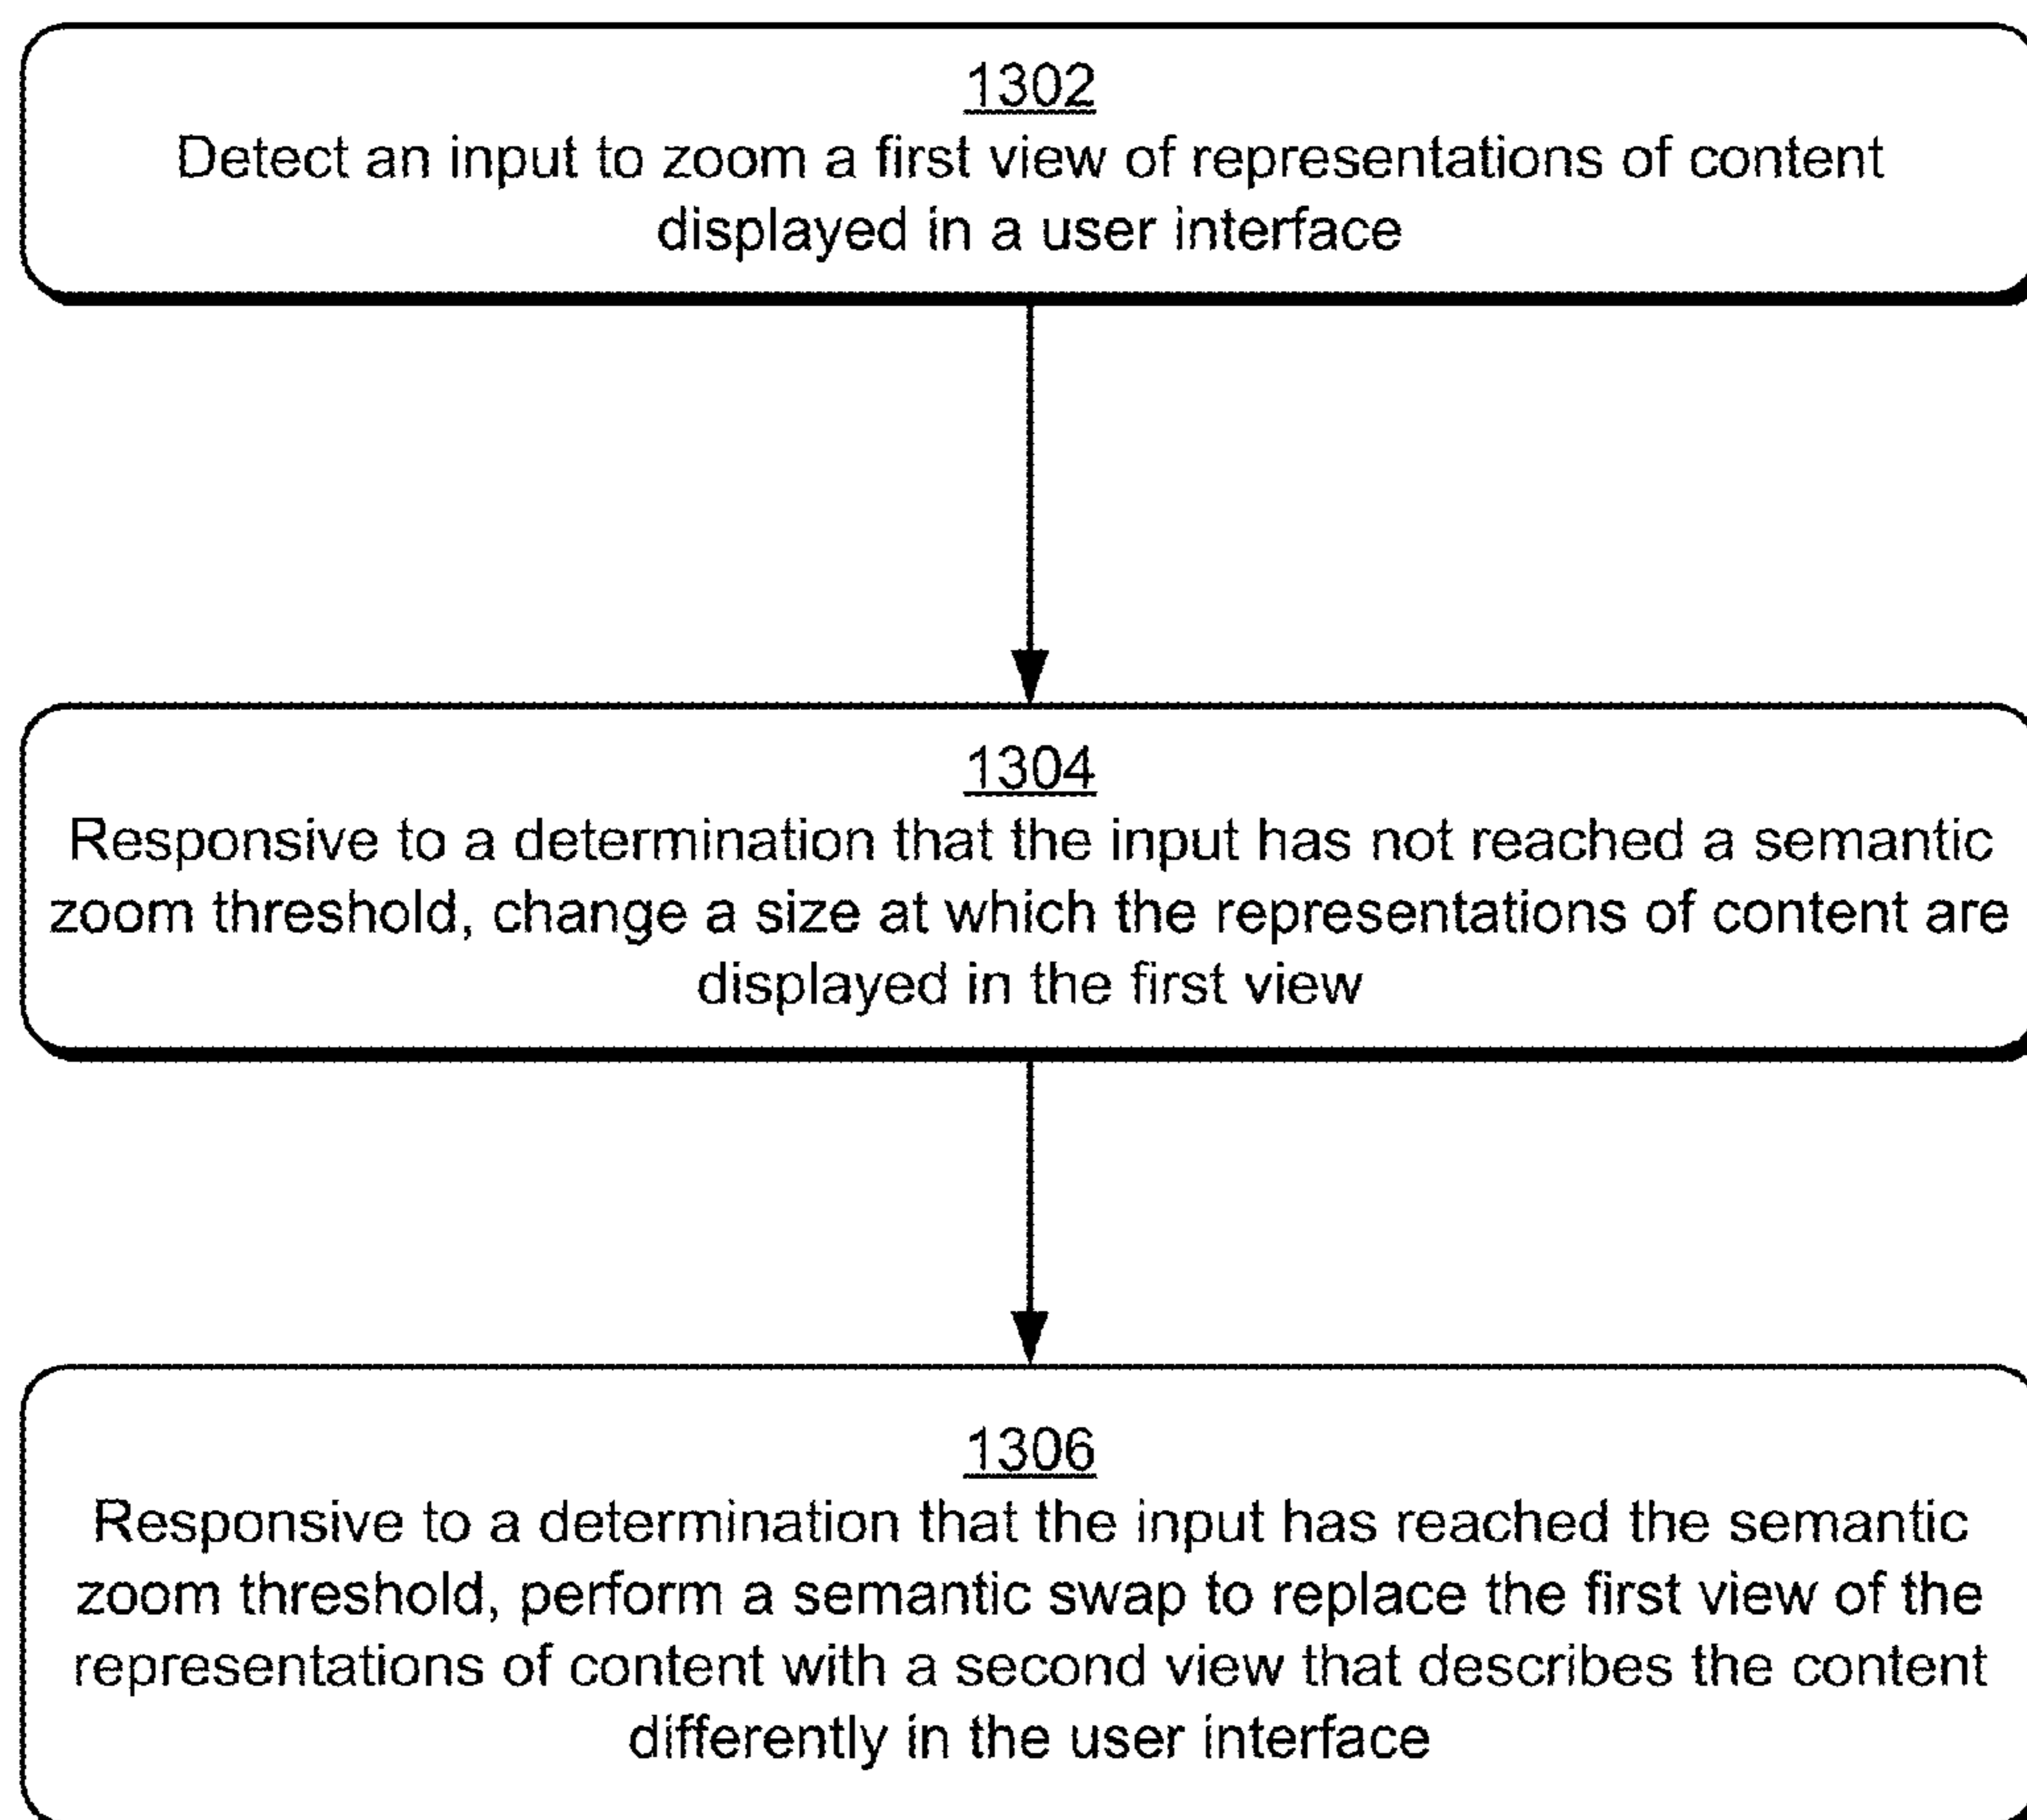 1302
Detect an input to zoom a first view of representations of content
displayed in a user interface
1304
Responsive to a determination that the input has not reached a semantic
zoom threshold, change a size at which the representations of content are
displayed in the first view
1306
Responsive to a determination that the input has reached the semantic
zoom threshold, perform a semantic swap to replace the first view of the
representations of content with a second view that describes the content
differently in the user interface